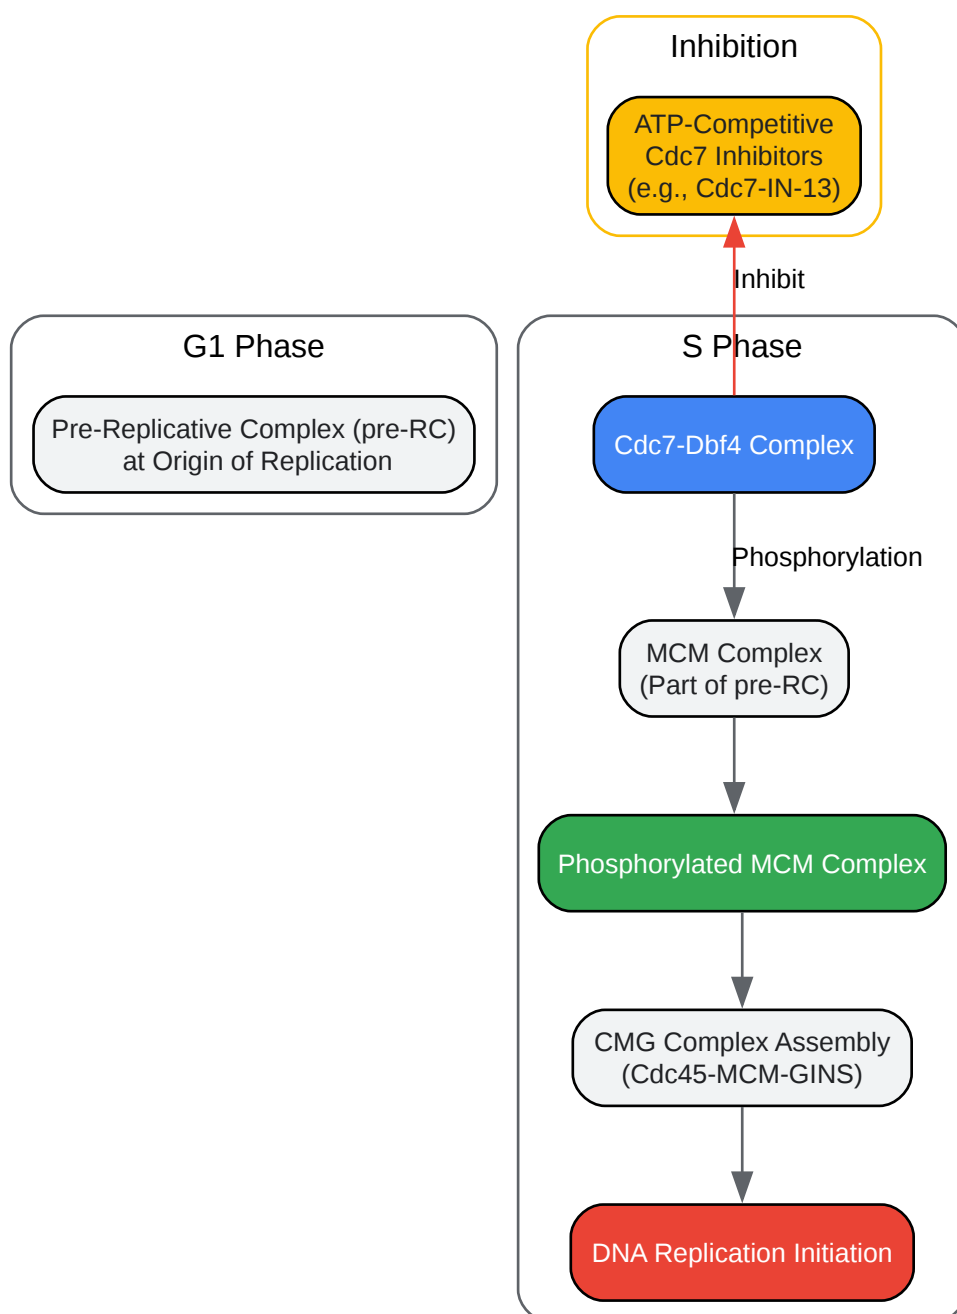 Inhibition
ATP-Competitive
Cdc7 Inhibitors
(e.g., Cdc7-IN-13)
Inhibit
G1 Phase
Pre-Replicative Complex (pre-RC)
at Origin of Replication
S Phase
Cdc7-Dbf4 Complex
Phosphorylation
MCM Complex
(Part of pre-RC)
Phosphorylated MCM Complex
CMG Complex Assembly
(Cdc45-MCM-GINS)
DNA Replication Initiation